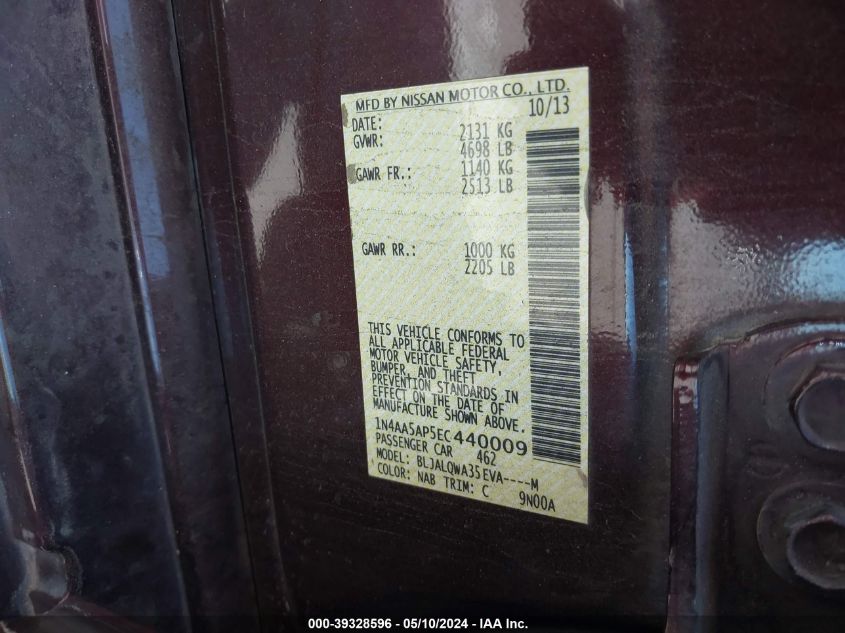 MFD BY NISSAN MOTOR CO., LTD.
DATE: 10/13
GVWR: 2131 KG
4698 LB
GAWR FR.: 1140 KG
2513 LB
GAWR RR.: 1000 KG
2205 LB
THIS VEHICLE CONFORMS TO
ALL APPLICABLE FEDERAL
MOTOR VEHICLE SAFETY,
BUMPER, AND THEFT
PREVENTION STANDARDS IN
EFFECT ON THE DATE OF
MANUFACTURE SHOWN ABOVE.
1N4AA5AP5EC440009
PASSENGER CAR 462
MODEL: BLJALQWA35EVA----M
COLOR: NAB TRIM: C 9N00A
000-39328596 - 05/10/2024 - IAA Inc.